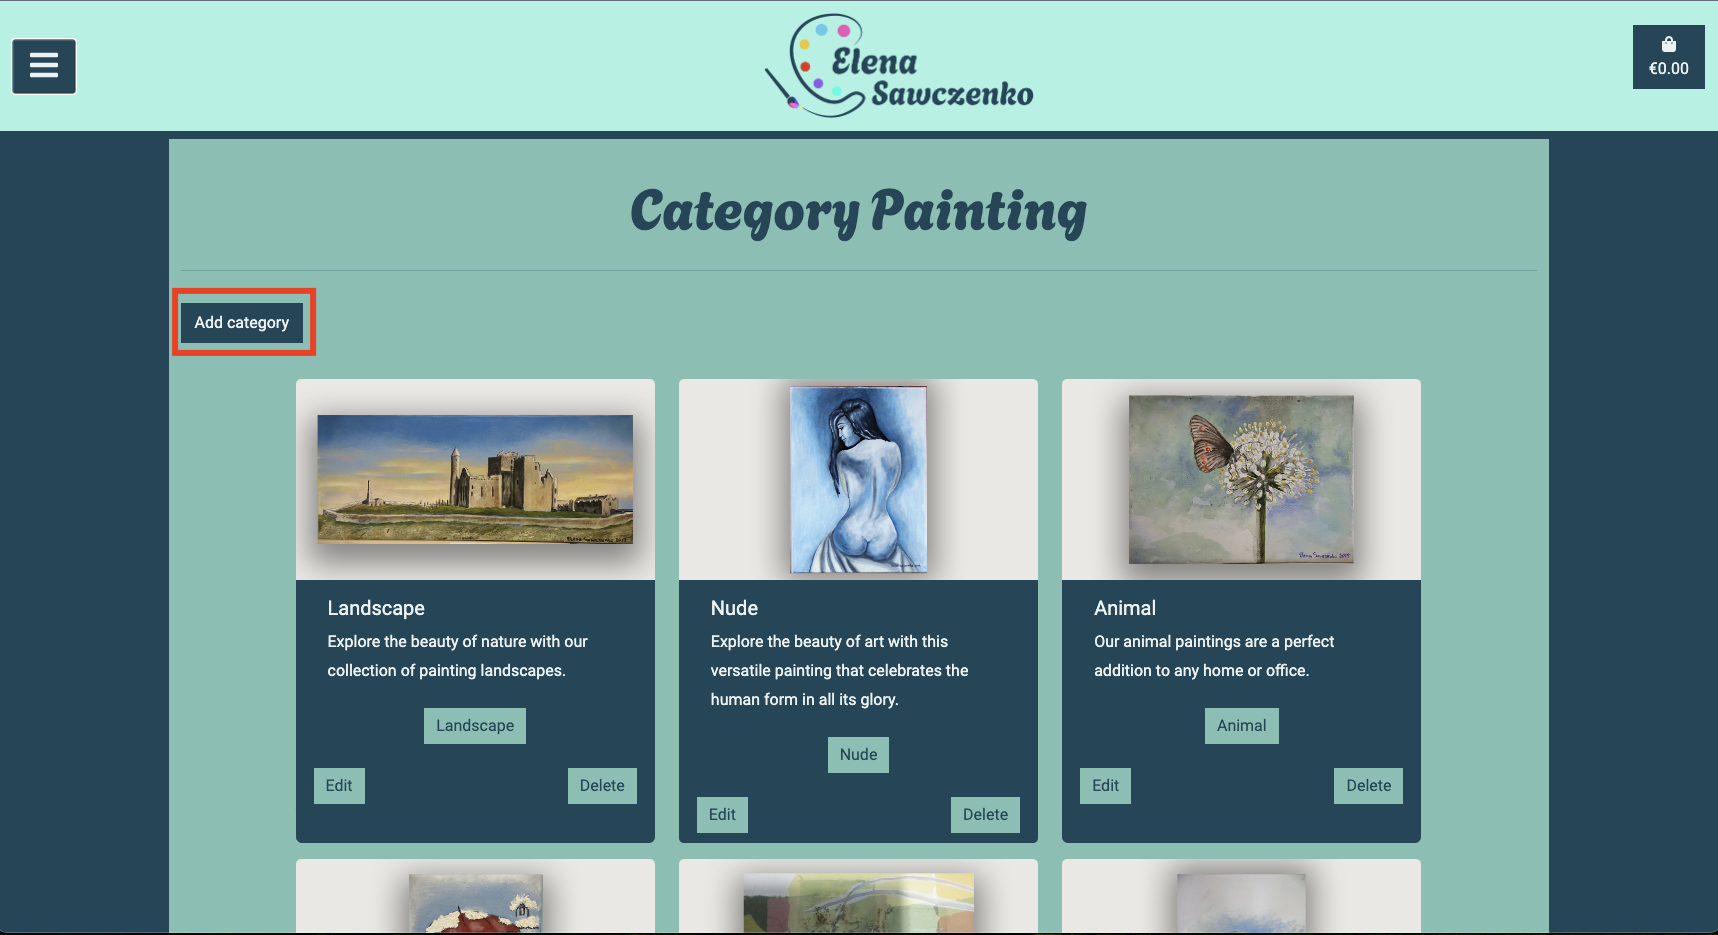 Elena
Sawczenko
€0.00
Category Painting
Add category
Landscape
Explore the beauty of nature with our
collection of painting landscapes.
Landscape
Edit
Delete
Nude
Explore the beauty of art with this
versatile painting that celebrates the
human form in all its glory.
Nude
Edit
Delete
Elena Sawczenko 2019
Animal
Our animal paintings are a perfect
addition to any home or office.
Animal
Edit
Delete